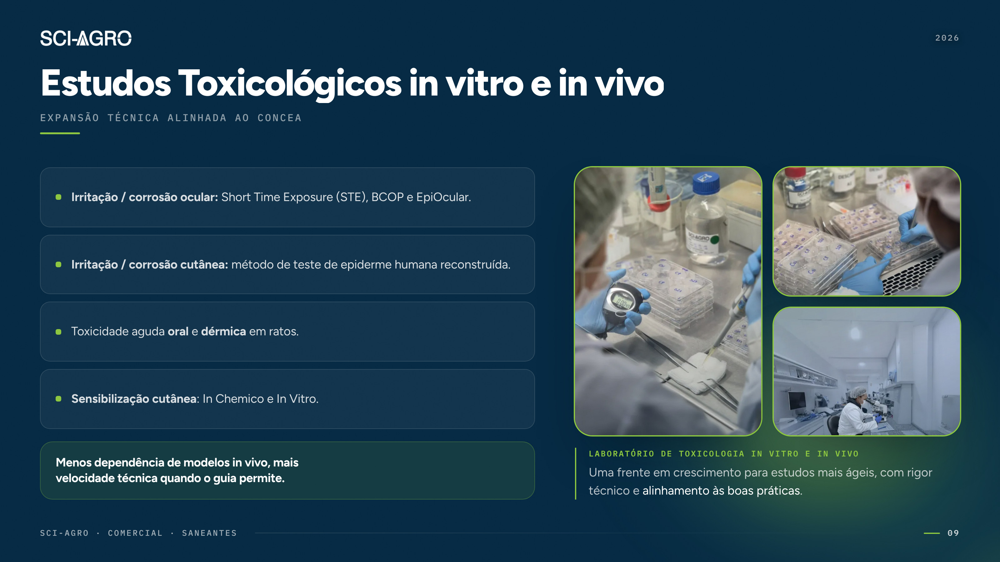 SCI-AGRO
2026
Estudos Toxicológicos in vitro e in vivo
EXPANSÃO TÉCNICA ALINHADA AO CONCEA
Irritação / corrosão ocular: Short Time Exposure (STE), BCOP e EpiOcular.
Irritação / corrosão cutânea: método de teste de epiderme humana reconstruída.
Toxicidade aguda oral e dérmica em ratos.
Sensibilização cutânea: In Chemico e In Vitro.
Menos dependência de modelos in vivo, mais
velocidade técnica quando o guia permite.
SCI-AGRO
LABORATÓRIO DE TOXICOLOGIA IN VITRO E IN VIVO
Uma frente em crescimento para estudos mais ágeis, com rigor
técnico e alinhamento às boas práticas.
SCI-AGRO · COMERCIAL · SANEANTES
09